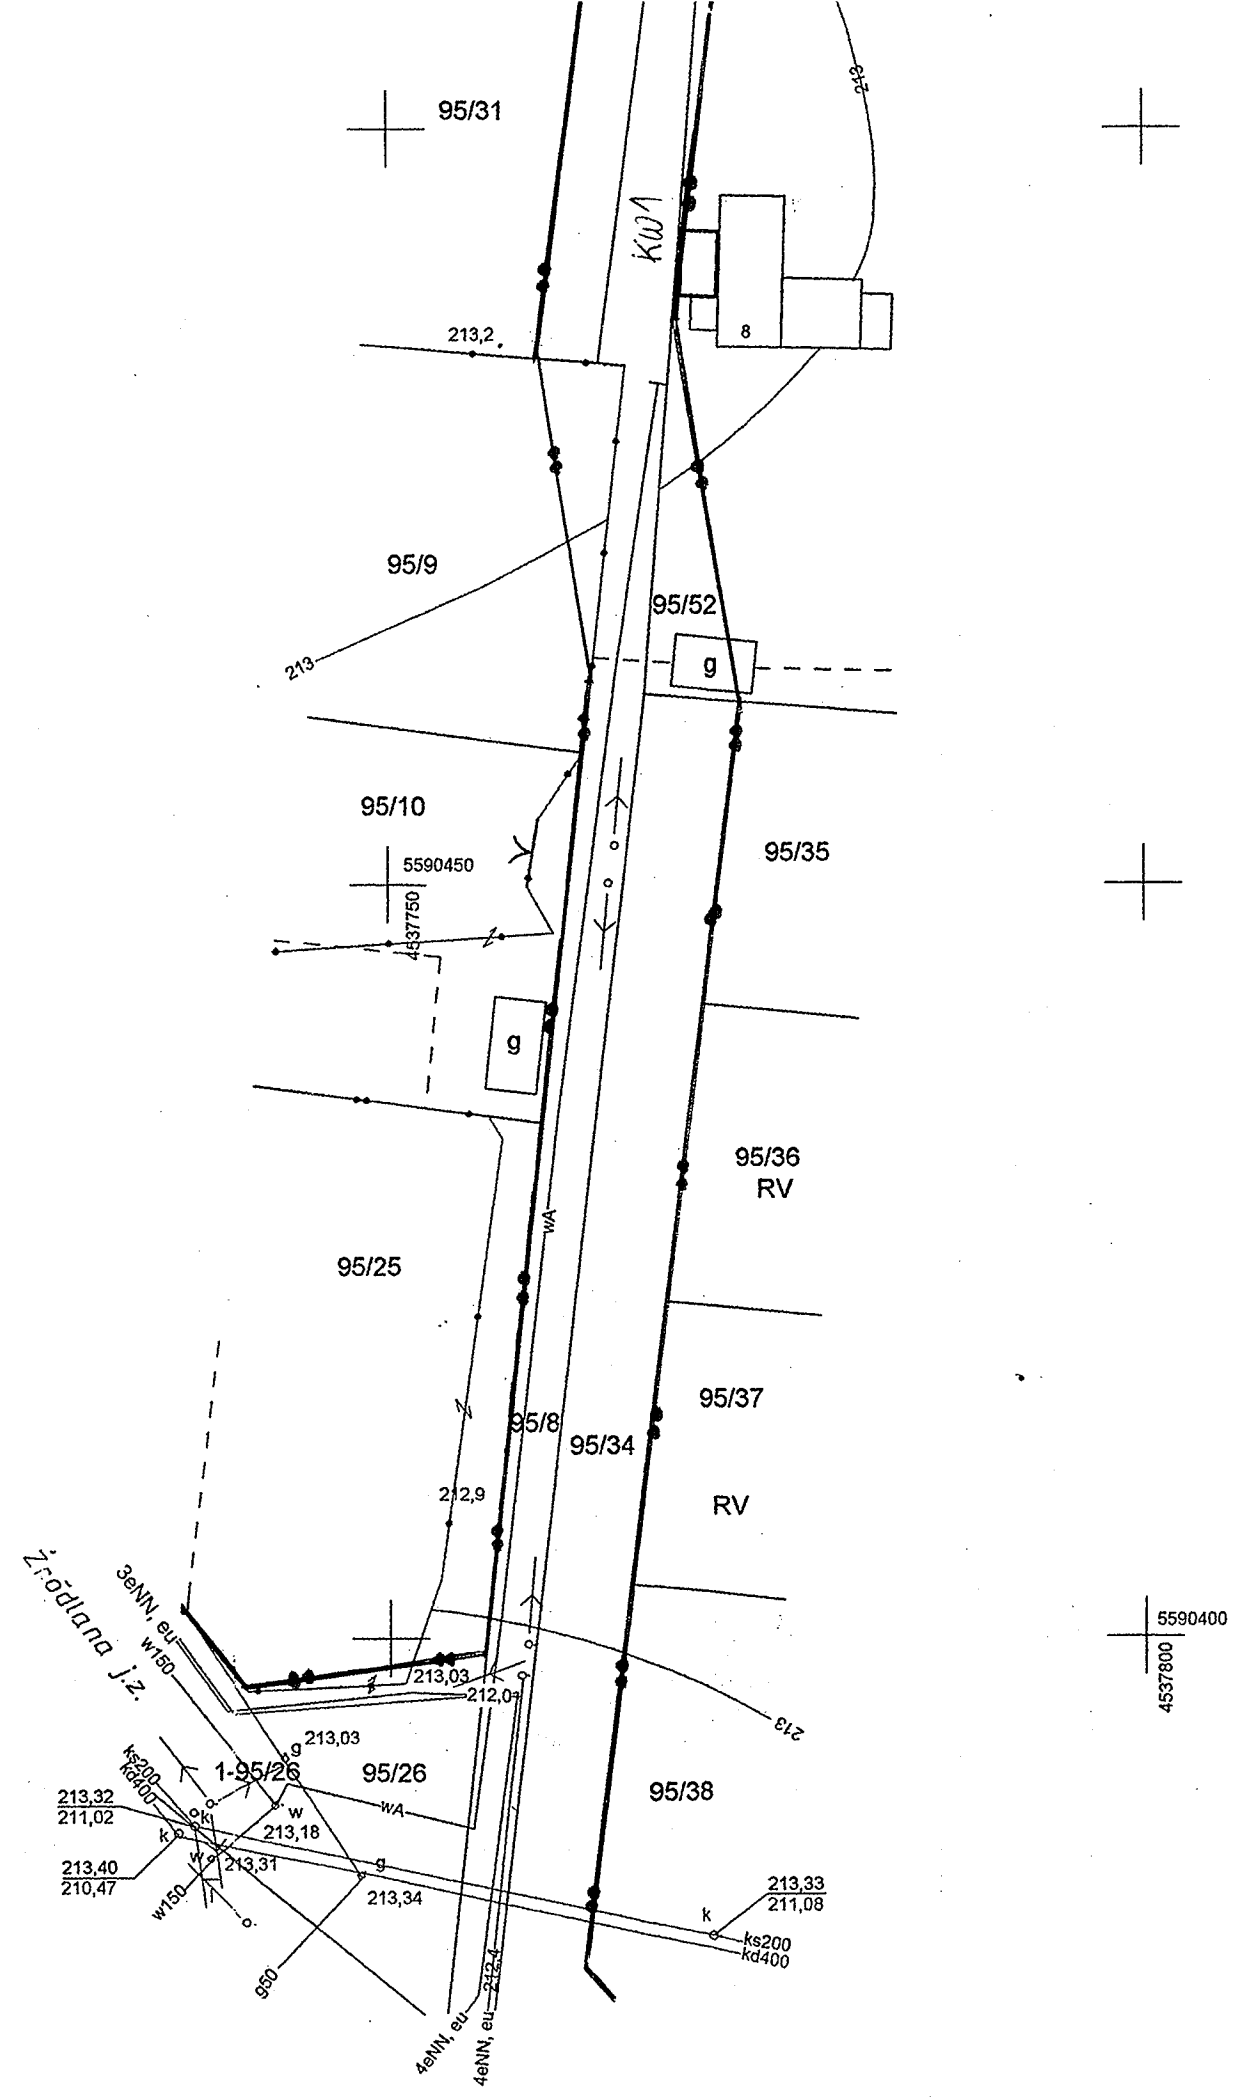 213
95/31
KW1
8
213,2
95/9
95/52
213
g
95/10
95/35
5590450
4537750
g
95/36
RV
wA
95/25
95/37
95/8
95/34
212,9
RV
Źródlana j.z.
3eNN, eu
w150
5590400
4537800
213,03
212,0
213
213,03
g
1-95/26
95/26
95/38
ks200
kd400
213,32
211,02
k
k
w
wA
213,18
w
213,31
g
213,40
210,47
213,34
213,33
211,08
k
w150
ks200
kd400
g50
212,4
4eNN, eu
4eNN, eu